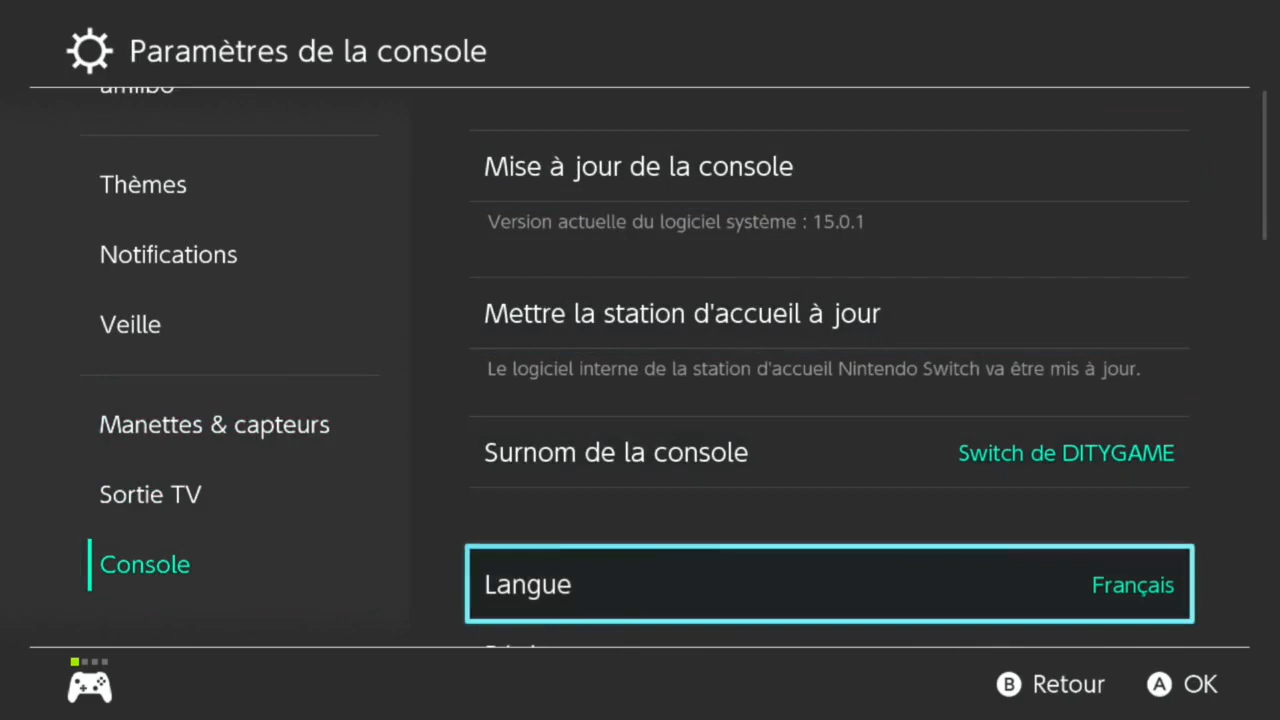 Paramètres de la console
amiibo
Thèmes
Notifications
Veille
Manettes & capteurs
Sortie TV
Console
Mise à jour de la console
Version actuelle du logiciel système : 15.0.1
Mettre la station d'accueil à jour
Le logiciel interne de la station d'accueil Nintendo Switch va être mis à jour.
Surnom de la console Switch de DITYGAME
Langue Français
B Retour A OK